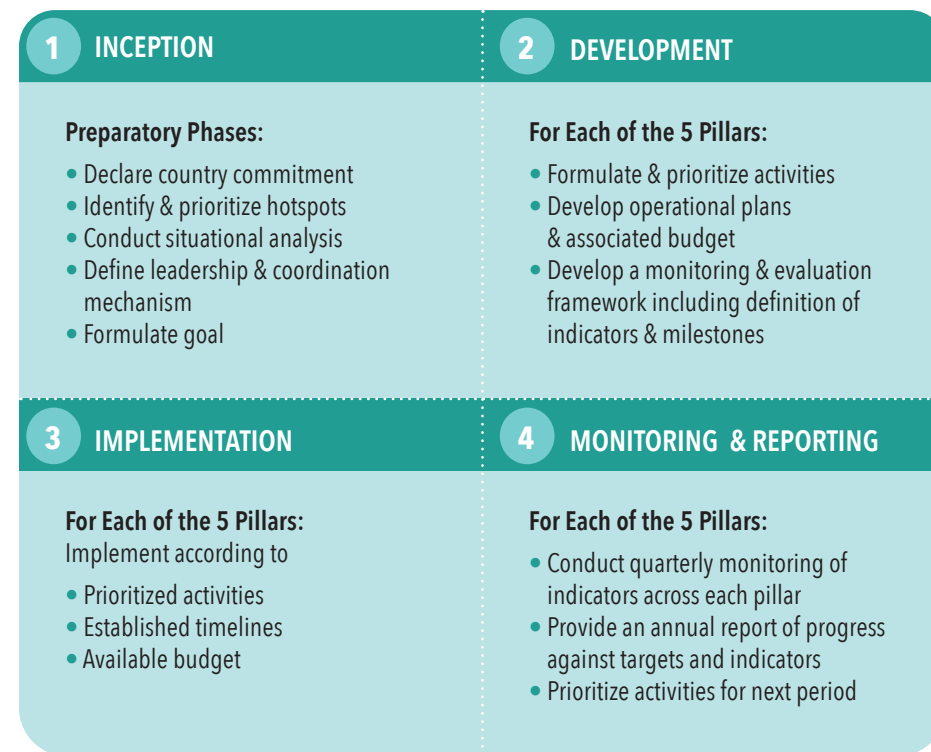 1 INCEPTION
Preparatory Phases:
• Declare country commitment
• Identify & prioritize hotspots
• Conduct situational analysis
• Define leadership & coordination
mechanism
• Formulate goal
2 DEVELOPMENT
For Each of the 5 Pillars:
• Formulate & prioritize activities
• Develop operational plans
& associated budget
• Develop a monitoring & evaluation
framework including definition of
indicators & milestones
3 IMPLEMENTATION
For Each of the 5 Pillars:
Implement according to
• Prioritized activities
• Established timelines
• Available budget
4 MONITORING & REPORTING
For Each of the 5 Pillars:
• Conduct quarterly monitoring of
indicators across each pillar
• Provide an annual report of progress
against targets and indicators
• Prioritize activities for next period